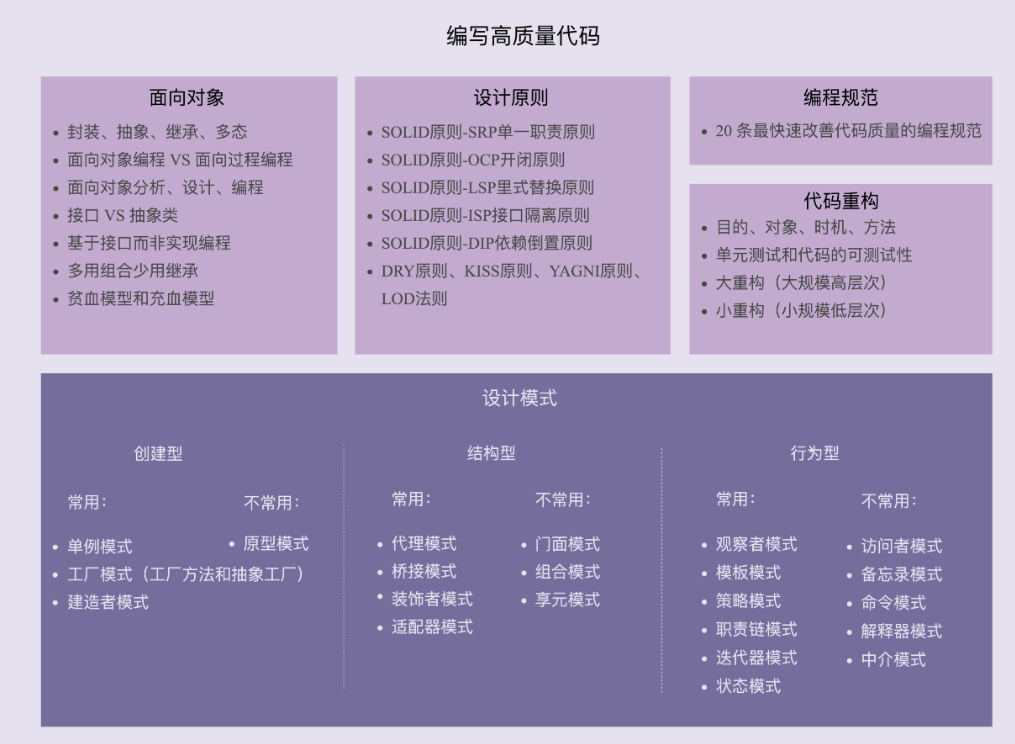 编写高质量代码
面向对象
封装、抽象、继承、多态
面向对象编程 VS 面向过程编程
面向对象分析、设计、编程
接口 VS 抽象类
基于接口而非实现编程
多用组合少用继承
贫血模型和充血模型
设计原则
SOLID原则-SRP单一职责原则
SOLID原则-OCP开闭原则
SOLID原则-LSP里式替换原则
SOLID原则-ISP接口隔离原则
SOLID原则-DIP依赖倒置原则
DRY原则、KISS原则、YAGNI原则、
LOD法则
编程规范
20 条最快速改善代码质量的编程规范
代码重构
目的、对象、时机、方法
单元测试和代码的可测试性
大重构（大规模高层次）
小重构（小规模低层次）
设计模式
创建型
常用：
单例模式
工厂模式（工厂方法和抽象工厂）
建造者模式
不常用：
原型模式
结构型
常用：
代理模式
桥接模式
装饰者模式
适配器模式
不常用：
门面模式
组合模式
享元模式
行为型
常用：
观察者模式
模板模式
策略模式
职责链模式
迭代器模式
状态模式
不常用：
访问者模式
备忘录模式
命令模式
解释器模式
中介模式